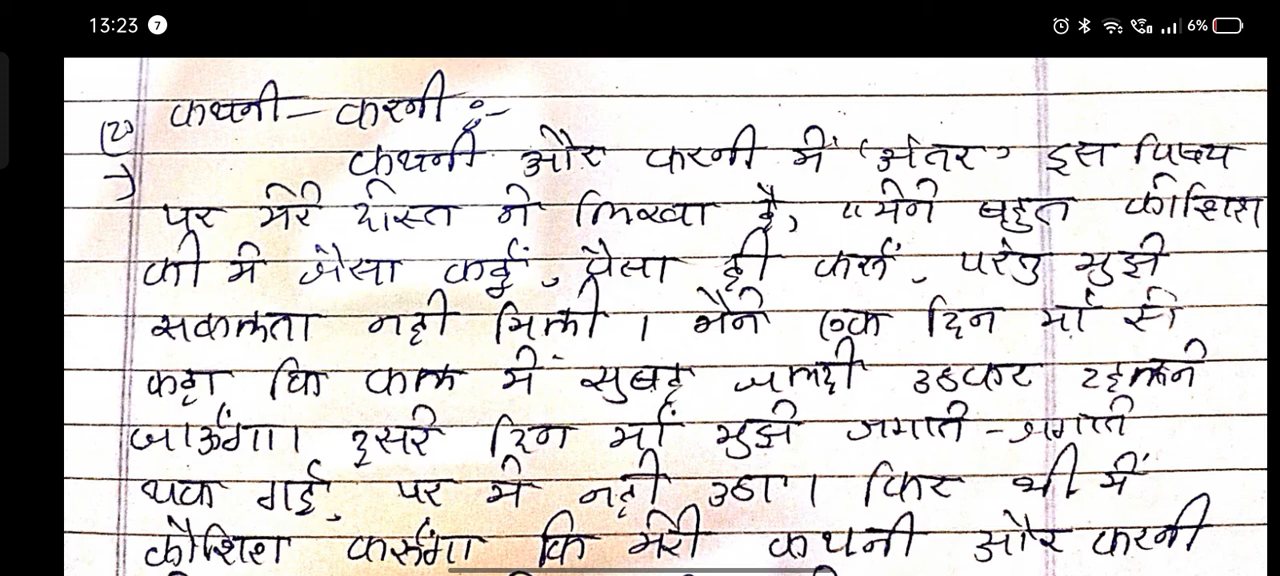 13:23 7 6%
(2) कथनी – करनी :-
→ कथनी और करनी में 'अंतर' इस विषय
पर मेरे दोस्त ने लिखा है, "मैने बहुत कोशिश
की मे जैसा कहूँ, वैसा ही करूं, परंतु मुझे
सफलता नही मिली । मैने एक दिन माँ से
कहा कि कल में सुबह जलदी उठकर टहलने
जाऊँगा। दूसरे दिन माँ मुझे जगाते - जगाते
थक गई, पर मे नही उठा । फिर भी में
कोशिश करूंगा कि मेरी कथनी और करनी